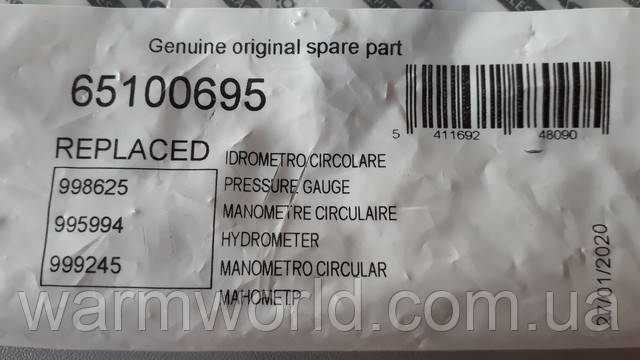 Genuine original spare part
65100695
5 411692 48090
REPLACED
998625
995994
999245
IDROMETRO CIRCOLARE
PRESSURE GAUGE
MANOMETRE CIRCULAIRE
HYDROMETER
MANOMETRO CIRCULAR
МАНОМЕТР
27/01/2020
warmworld.com.ua